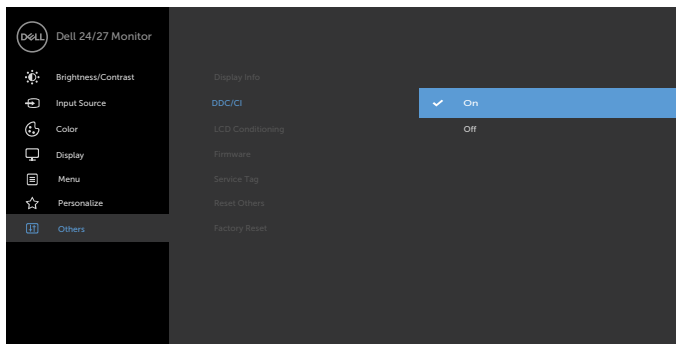 DELL Dell 24/27 Monitor
Brightness/Contrast
Input Source
Color
Display
Menu
Personalize
Others
Display Info
DDC/CI
LCD Conditioning
Firmware
Service Tag
Reset Others
Factory Reset
On
Off